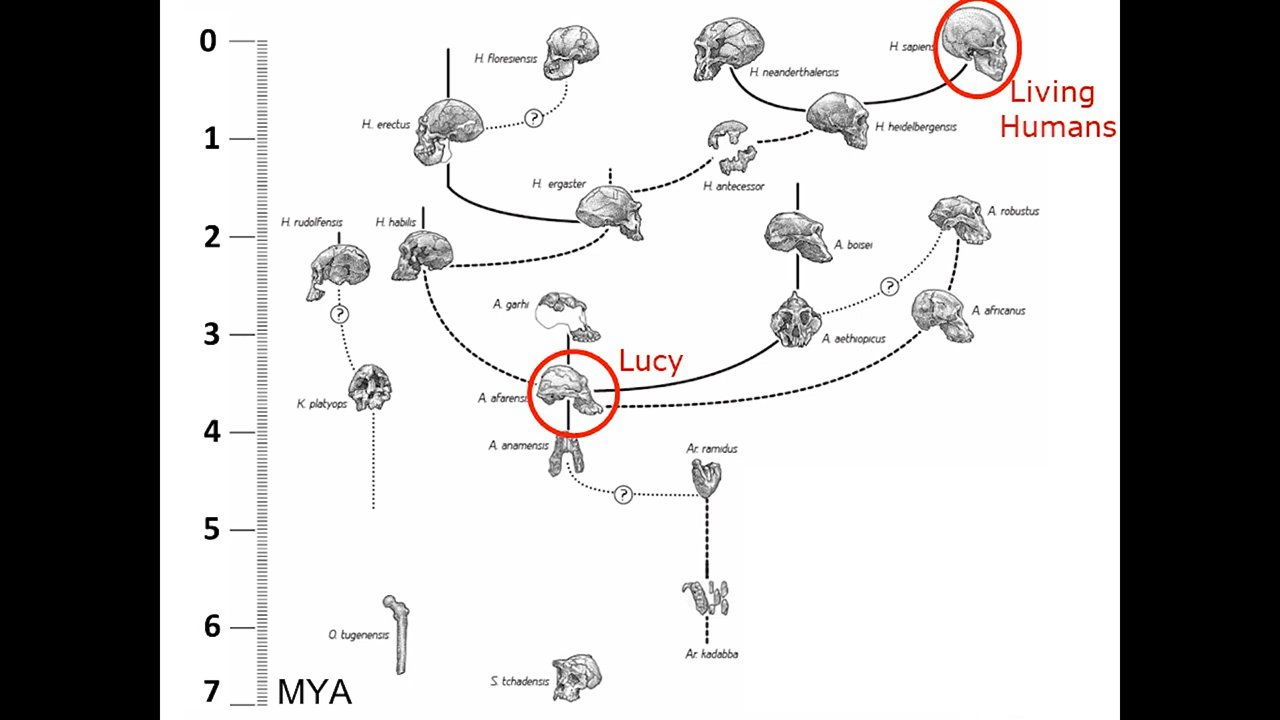 0
H. floresiensis
H. neanderthalensis
H. sapiens
Living
Humans
H. erectus
?
H. heidelbergensis
1
H. ergaster
H. antecessor
H. rudolfensis
H. habilis
A. robustus
2
A. boisei
?
A. garhi
?
A. africanus
3
A. aethiopicus
Lucy
K. platyops
A. afarensi
4
A. anamensis
Ar. ramidus
?
5
6
O. tugenensis
Ar. kadabba
S. tchadensis
7
MYA